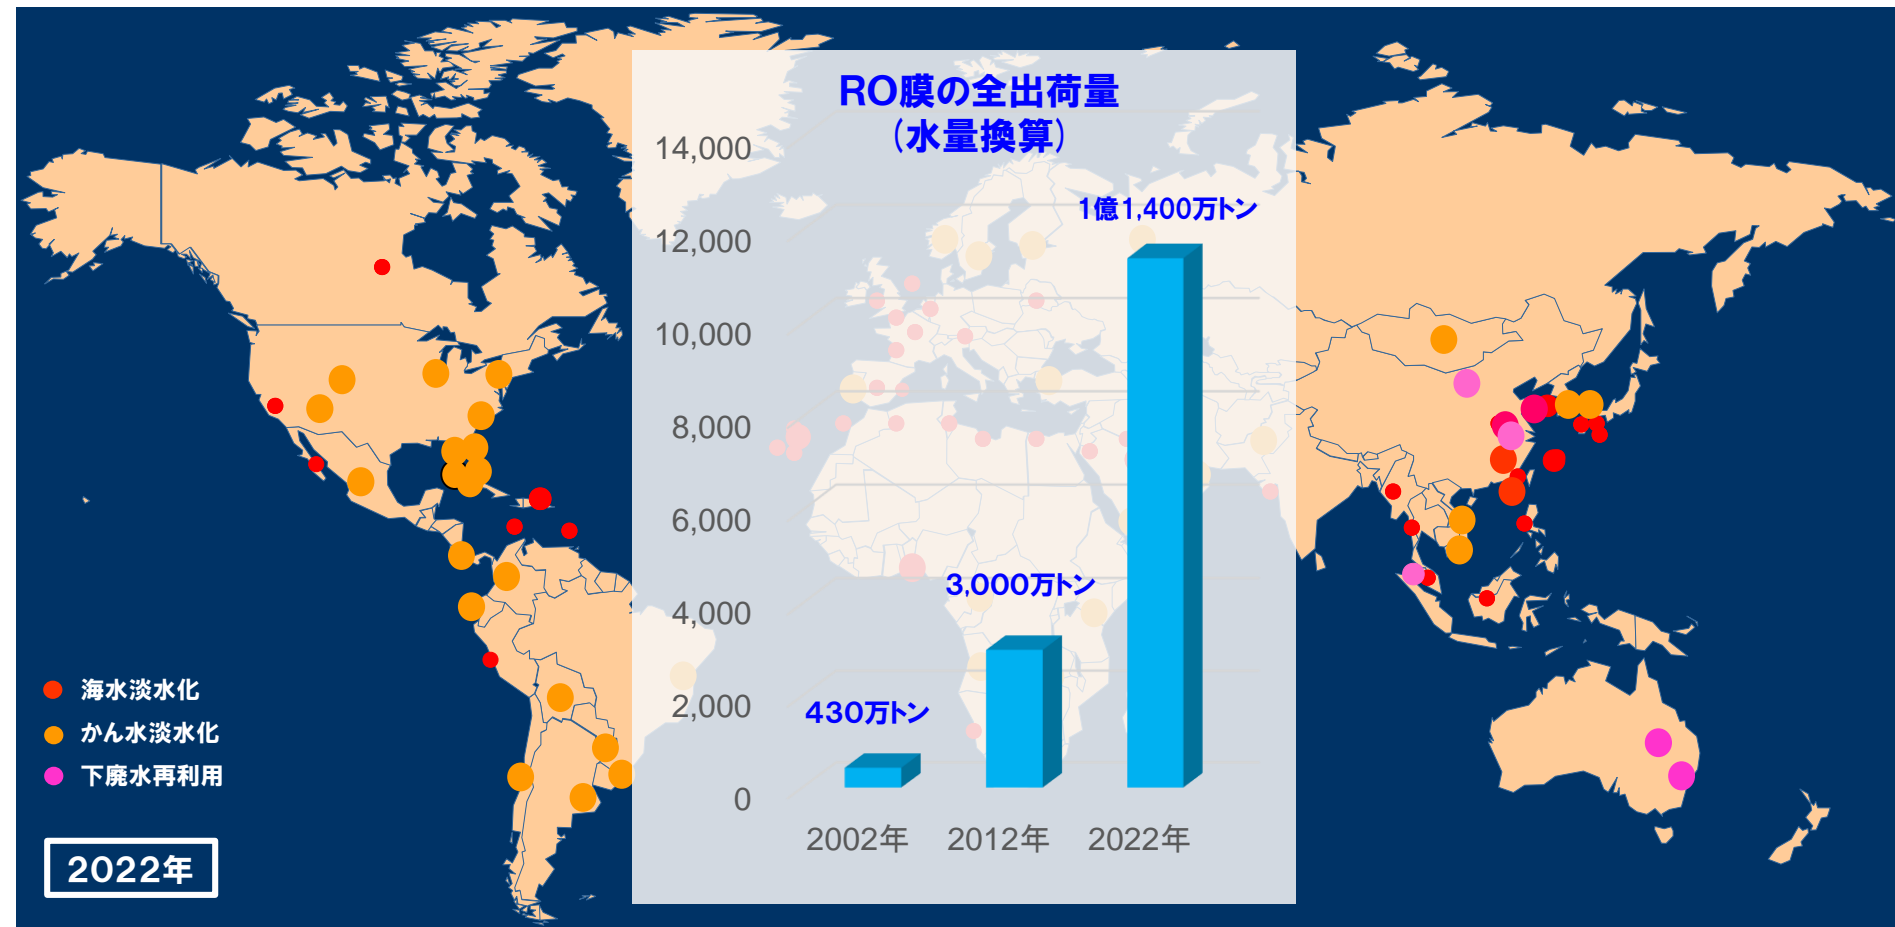 RO膜の全出荷量
(水量換算)
14,000
12,000
10,000
8,000
6,000
4,000
2,000
0
1億1,400万トン
3,000万トン
430万トン
2002年
2012年
2022年
海水淡水化
かん水淡水化
下廃水再利用
2022年